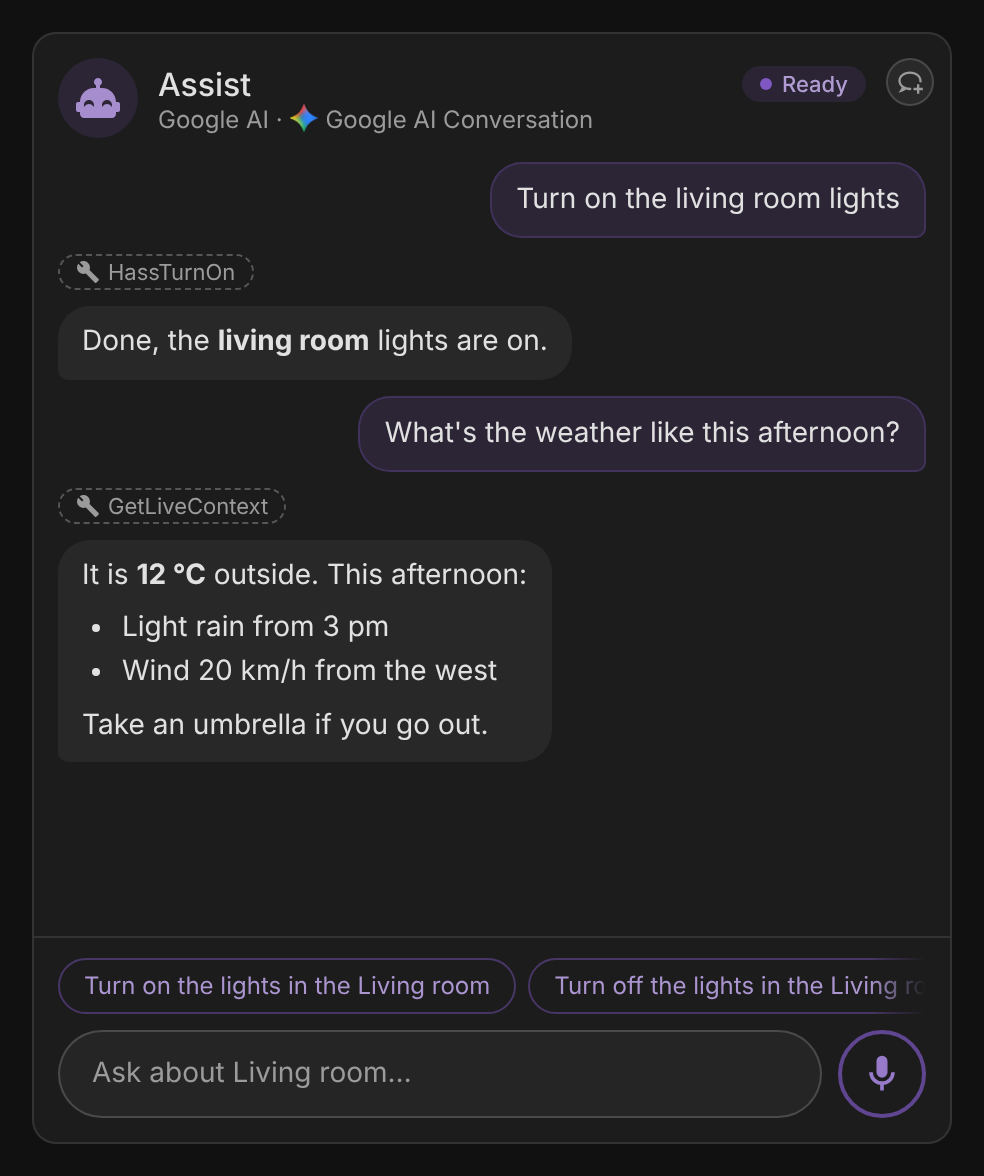 Assist
Google AI · Google AI Conversation
Ready
Turn on the living room lights
HassTurnOn
Done, the living room lights are on.
What's the weather like this afternoon?
GetLiveContext
It is 12 °C outside. This afternoon:
• Light rain from 3 pm
• Wind 20 km/h from the west
Take an umbrella if you go out.
Turn on the lights in the Living room
Turn off the lights in the Living
Ask about Living room...